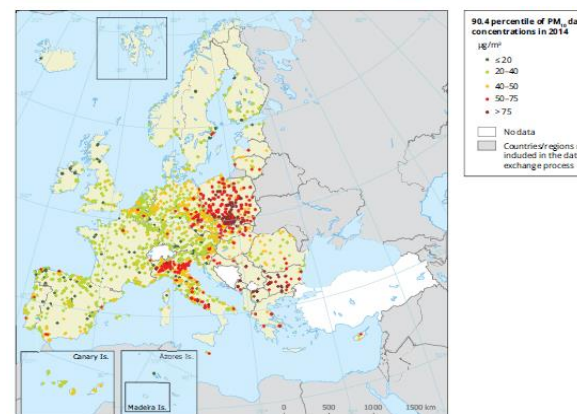 90.4 percentile of PM₁₀ da
concentrations in 2014
µg/m³
≤ 20
20–40
40–50
50–75
> 75
No data
Countries/regions
included in the dat
exchange process
Canary Is.
Azores Is.
Madeira Is.
0 500 1000 1500 km